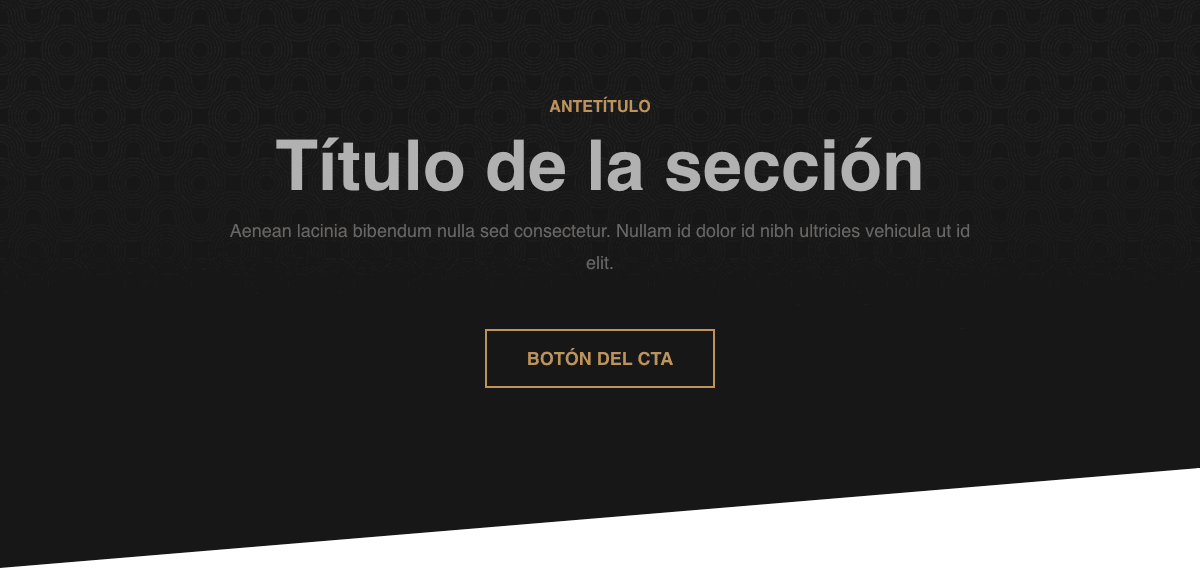 ANTETÍTULO
Título de la sección
Aenean lacinia bibendum nulla sed consectetur. Nullam id dolor id nibh ultricies vehicula ut id
elit.
BOTÓN DEL CTA